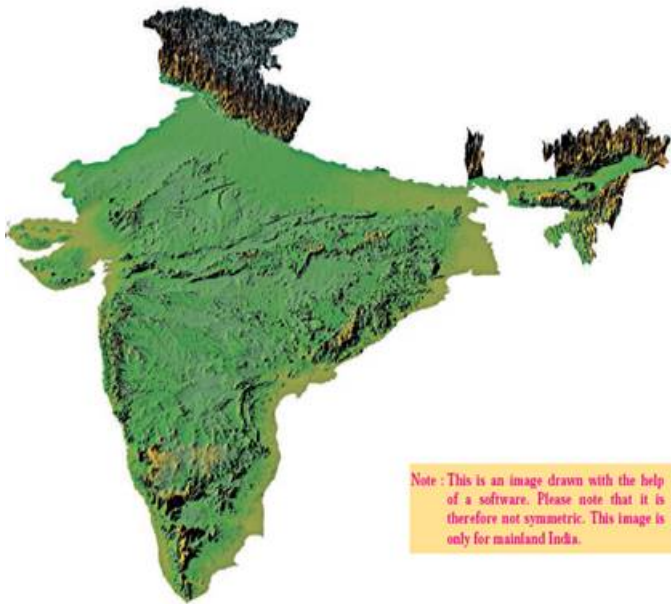 Note : This is an image drawn with the help
of a software. Please note that it is
therefore not symmetric. This image is
only for mainland India.